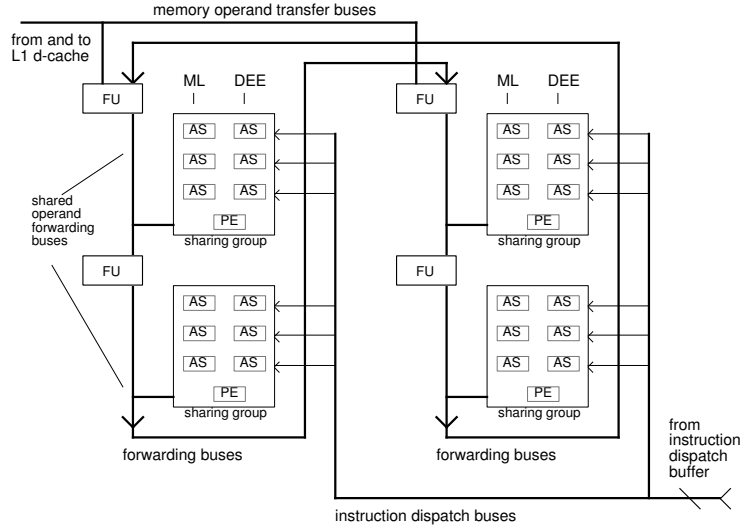 memory operand transfer buses
from and to
L1 d-cache
ML DEE
ML DEE
FU
FU
AS AS
AS AS
AS AS
AS AS
AS AS
AS AS
PE
PE
sharing group
sharing group
shared
operand
forwarding
buses
FU
FU
AS AS
AS AS
AS AS
AS AS
AS AS
AS AS
PE
PE
sharing group
sharing group
forwarding buses
forwarding buses
from
instruction
dispatch
buffer
instruction dispatch buses